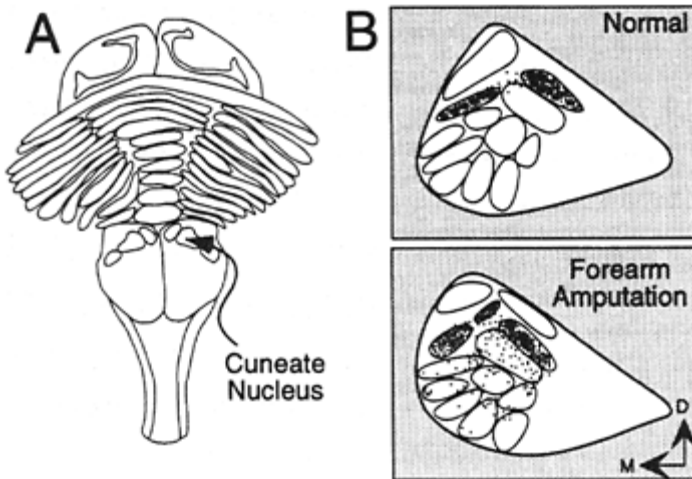 A
Cuneate
Nucleus
B
Normal
Forearm
Amputation
D
M